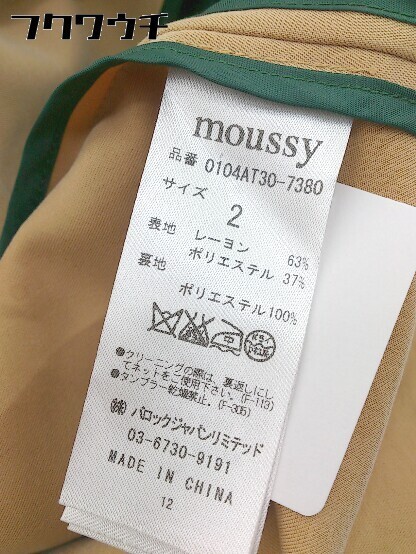 フクワウチ
moussy
品番 0104AT30-7380
サイズ 2
表地 レーヨン 63%
ポリエステル 37%
裏地
ポリエステル 100%
●クリーニングの際は、裏返しにし
てネットをご使用下さい。(F-113)
●タンブラー乾燥禁止。(F-305)
㈱バロックジャパンリミテッド
03-6730-9191
MADE IN CHINA
12